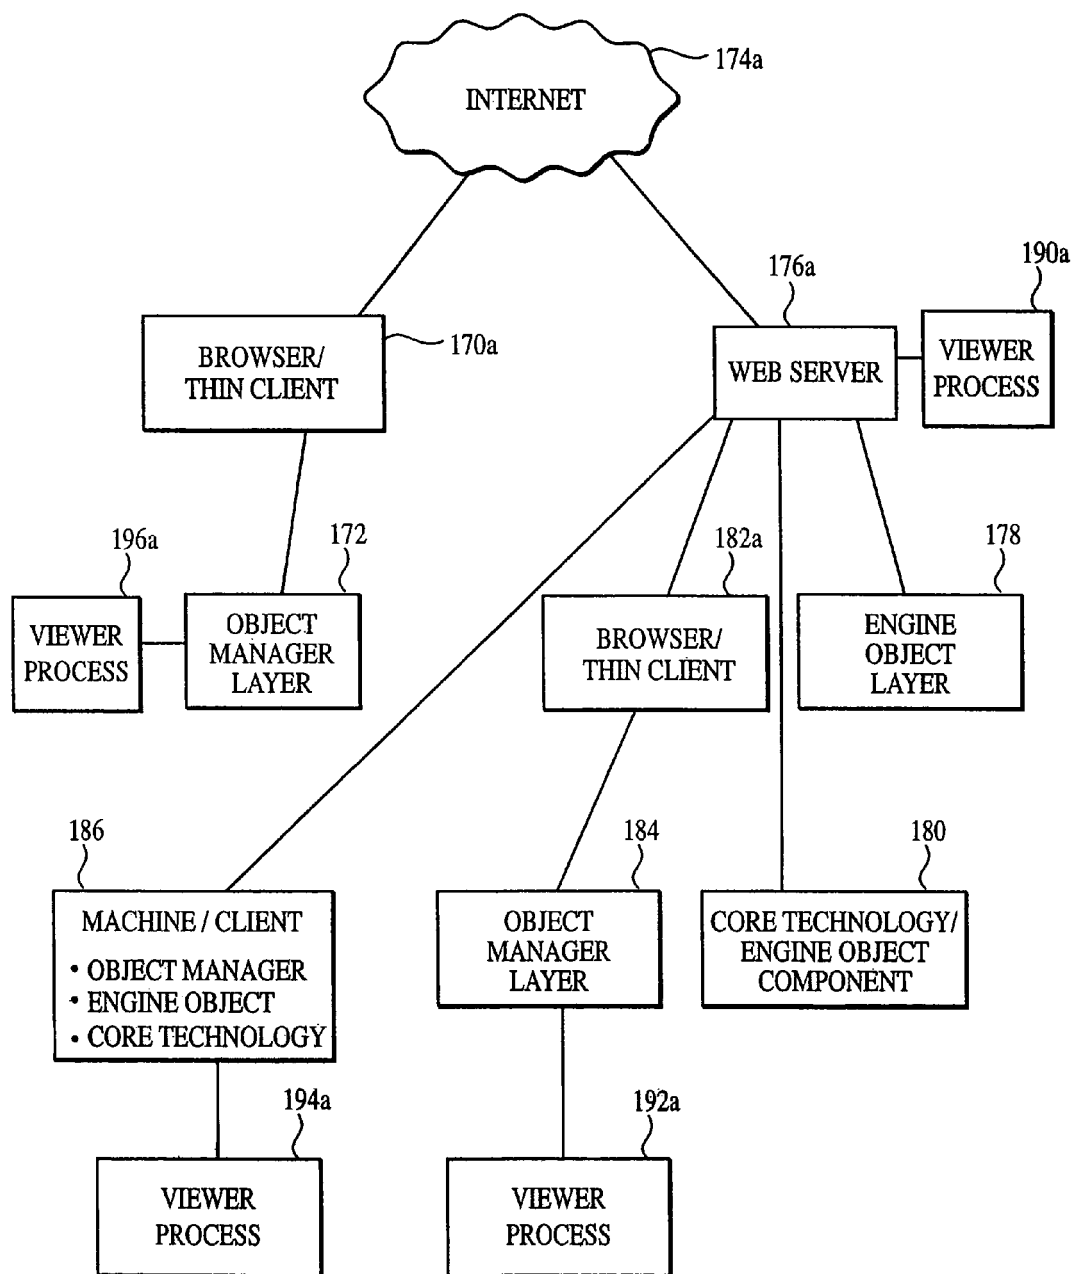 174a
INTERNET
190a
176a
BROWSER/
THIN CLIENT
170a
WEB SERVER
VIEWER
PROCESS
196a
172
182a
178
VIEWER
PROCESS
OBJECT
MANAGER
LAYER
BROWSER/
THIN CLIENT
ENGINE
OBJECT
LAYER
186
184
180
MACHINE / CLIENT
• OBJECT MANAGER
• ENGINE OBJECT
• CORE TECHNOLOGY
OBJECT
MANAGER
LAYER
CORE TECHNOLOGY/
ENGINE OBJECT
COMPONENT
194a
192a
VIEWER
PROCESS
VIEWER
PROCESS